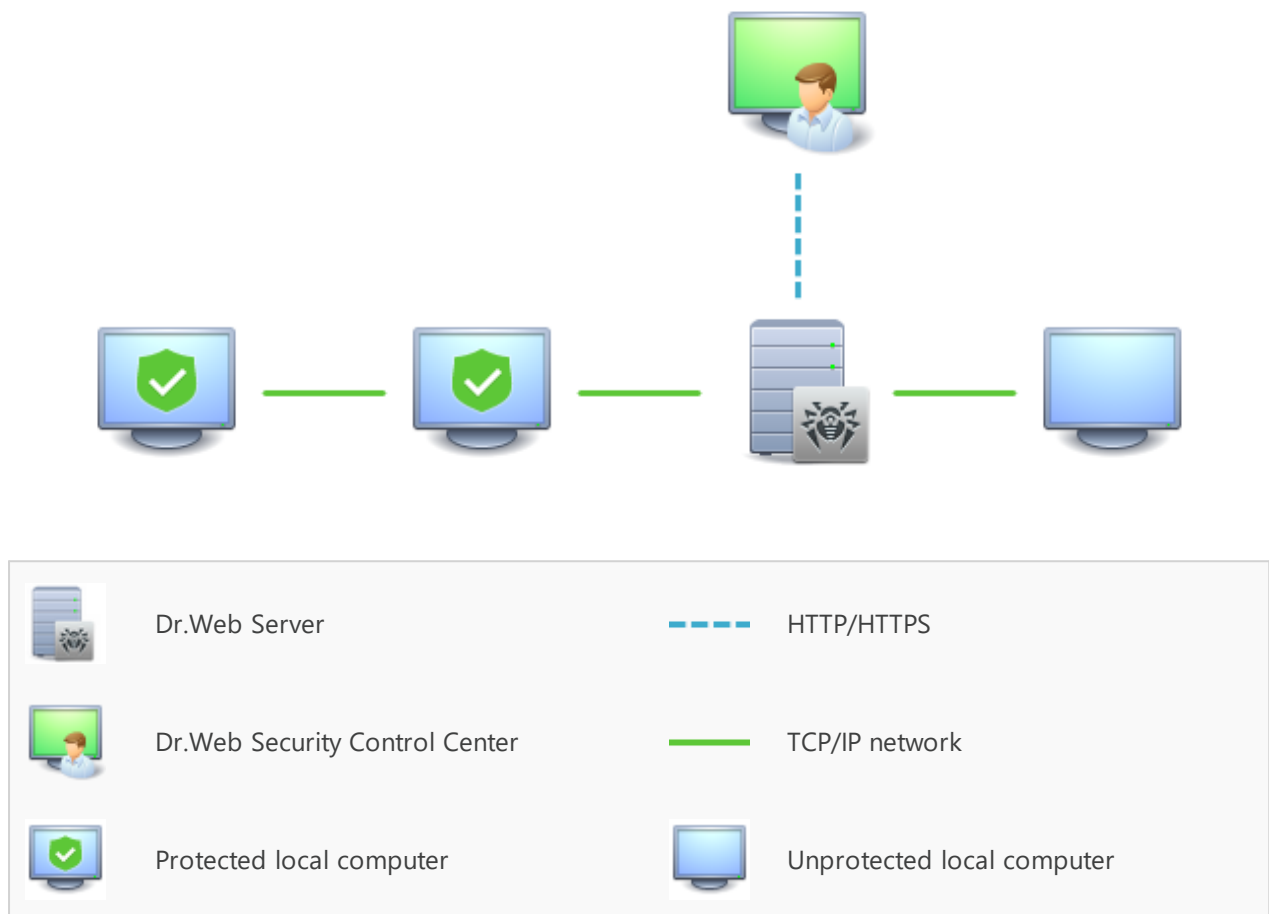 Dr.Web Server
HTTP/HTTPS
Dr.Web Security Control Center
TCP/IP network
Protected local computer
Unprotected local computer